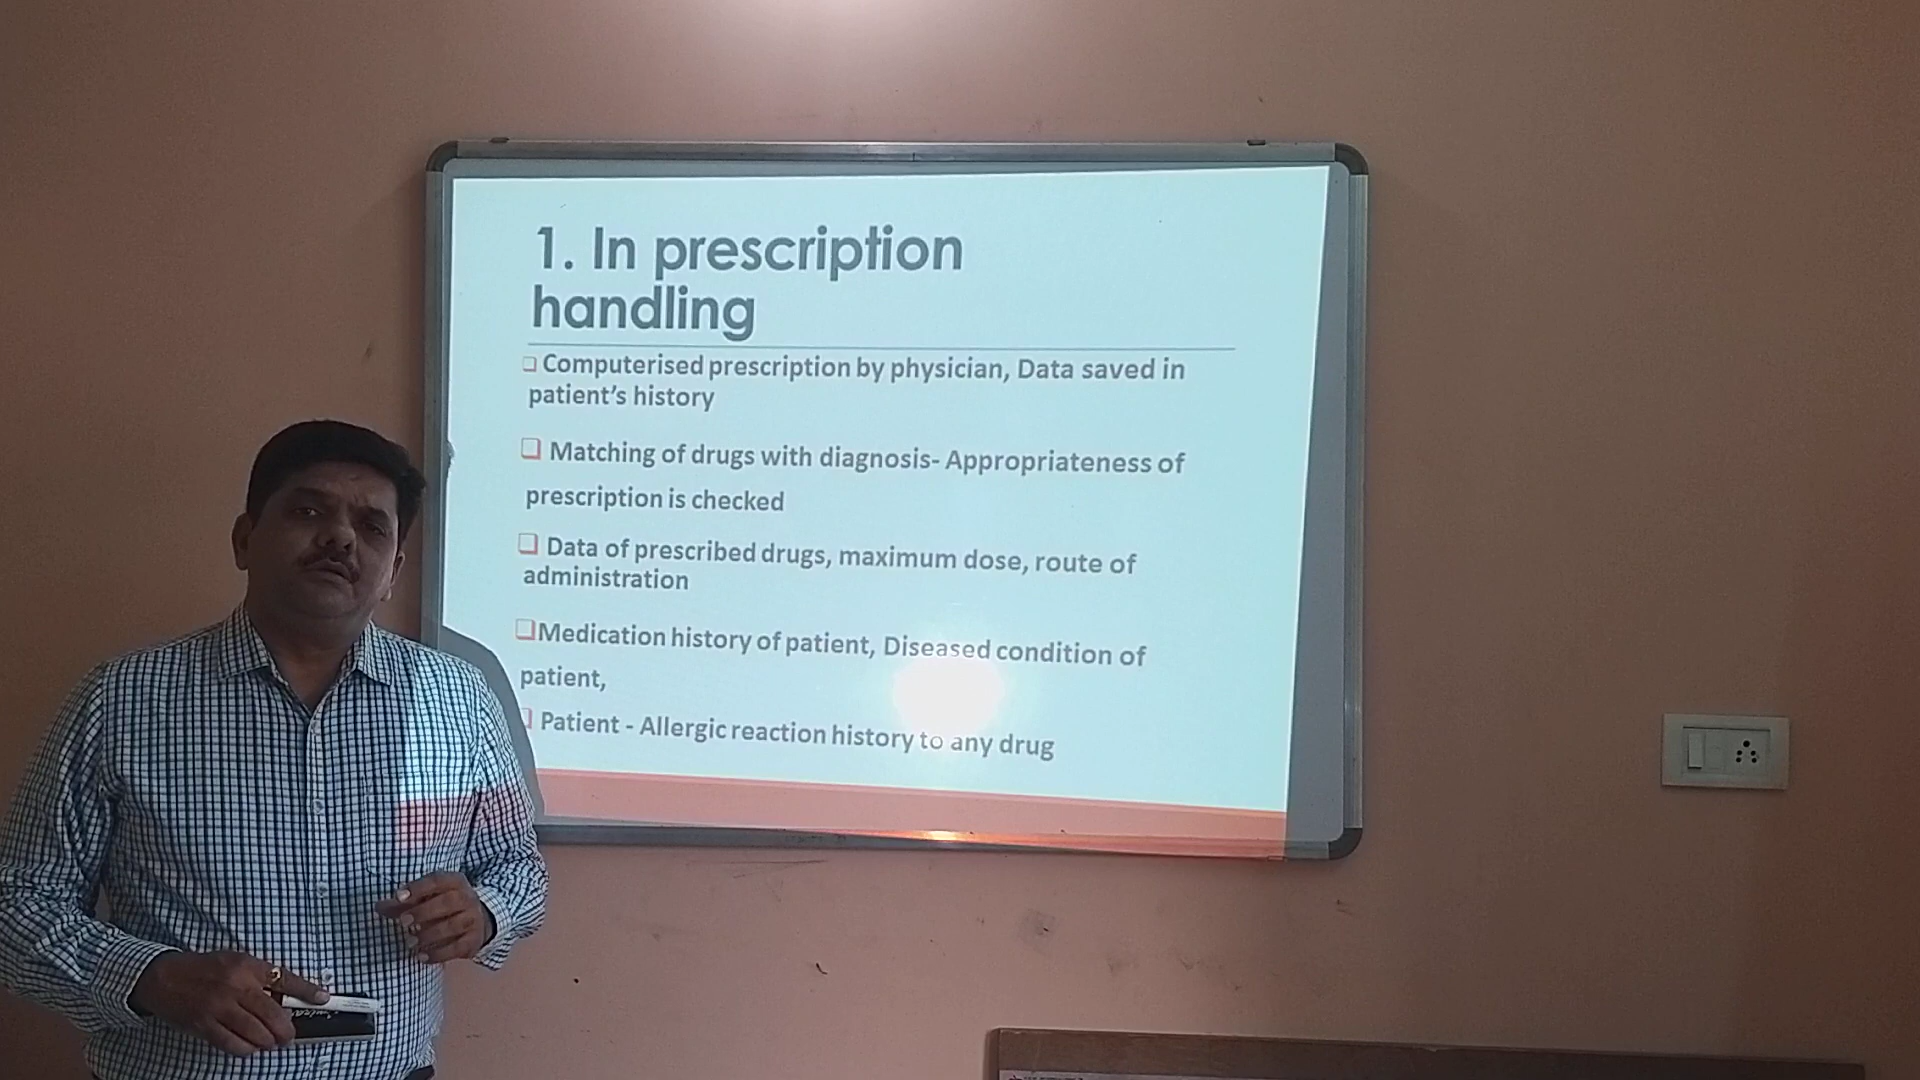 1. In prescription
handling
Computerised prescription by physician, Data saved in
patient's history
Matching of drugs with diagnosis- Appropriateness of
prescription is checked
Data of prescribed drugs, maximum dose, route of
administration
Medication history of patient, Diseased condition of
patient,
Patient - Allergic reaction history to any drug